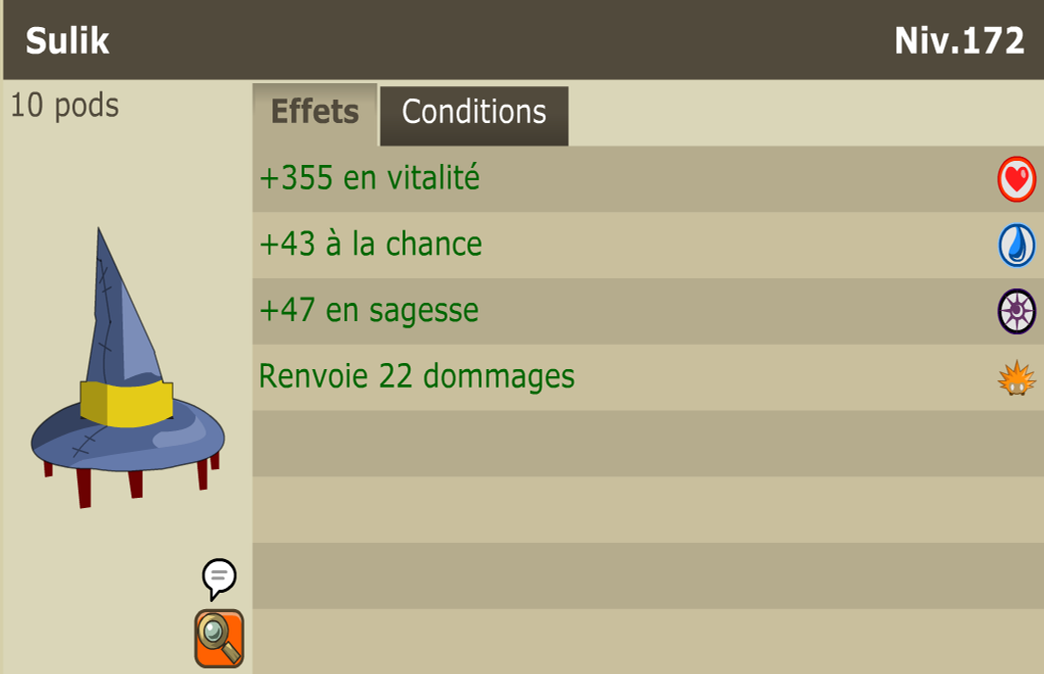 Sulik
Niv.172
10 pods
Effets
Conditions
+355 en vitalité
+43 à la chance
+47 en sagesse
Renvoie 22 dommages